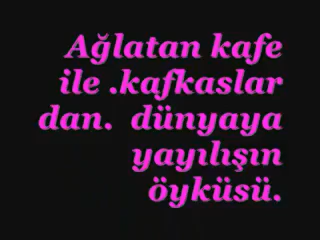 Ağlatan kafe
ile .kafkaslar
dan.  dünyaya
yayılışın
öyküsü.